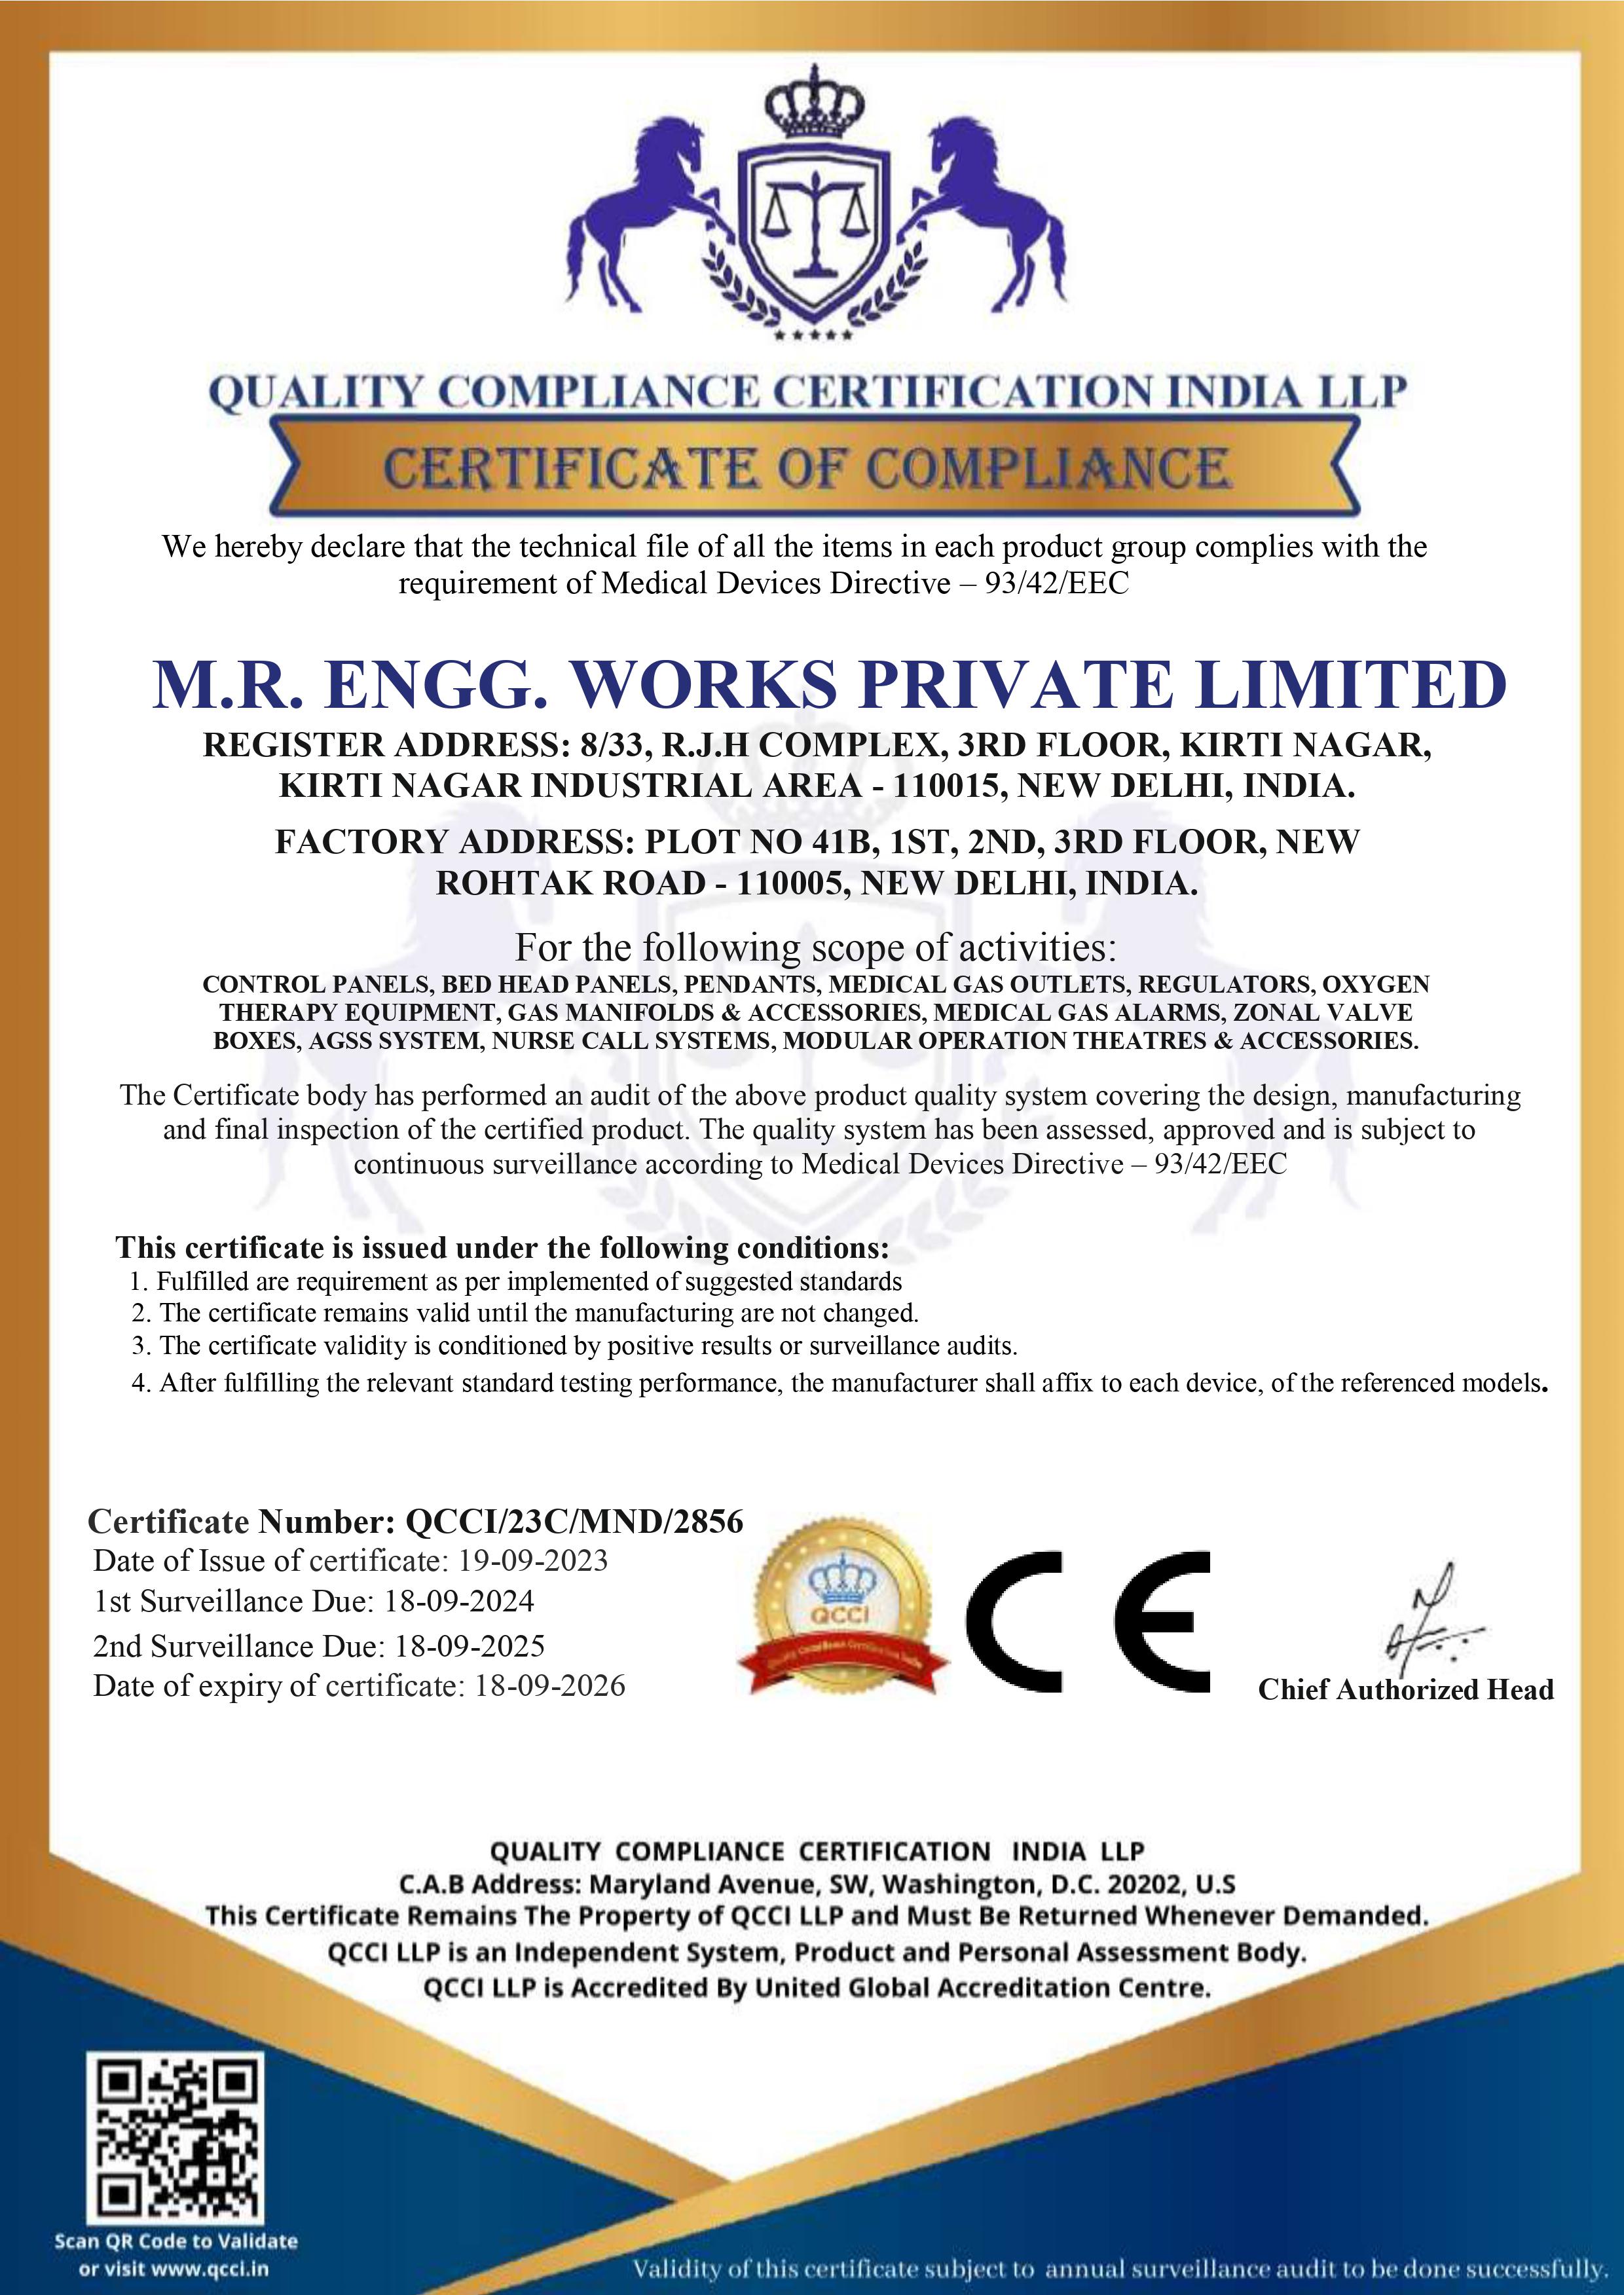 QUALITY COMPLIANCE CERTIFICATION INDIA LLP
CERTIFICATE OF COMPLIANCE
We hereby declare that the technical file of all the items in each product group complies with the
requirement of Medical Devices Directive – 93/42/EEC
M.R. ENGG. WORKS PRIVATE LIMITED
REGISTER ADDRESS: 8/33, R.J.H COMPLEX, 3RD FLOOR, KIRTI NAGAR,
KIRTI NAGAR INDUSTRIAL AREA - 110015, NEW DELHI, INDIA.
FACTORY ADDRESS: PLOT NO 41B, 1ST, 2ND, 3RD FLOOR, NEW
ROHTAK ROAD - 110005, NEW DELHI, INDIA.
For the following scope of activities:
CONTROL PANELS, BED HEAD PANELS, PENDANTS, MEDICAL GAS OUTLETS, REGULATORS, OXYGEN
THERAPY EQUIPMENT, GAS MANIFOLDS & ACCESSORIES, MEDICAL GAS ALARMS, ZONAL VALVE
BOXES, AGSS SYSTEM, NURSE CALL SYSTEMS, MODULAR OPERATION THEATRES & ACCESSORIES.
The Certificate body has performed an audit of the above product quality system covering the design, manufacturing
and final inspection of the certified product. The quality system has been assessed, approved and is subject to
continuous surveillance according to Medical Devices Directive – 93/42/EEC
This certificate is issued under the following conditions:
1. Fulfilled are requirement as per implemented of suggested standards
2. The certificate remains valid until the manufacturing are not changed.
3. The certificate validity is conditioned by positive results or surveillance audits.
4. After fulfilling the relevant standard testing performance, the manufacturer shall affix to each device, of the referenced models.
Certificate Number: QCCI/23C/MND/2856
Date of Issue of certificate: 19-09-2023
1st Surveillance Due: 18-09-2024
2nd Surveillance Due: 18-09-2025
Date of expiry of certificate: 18-09-2026
QCCI
CE
Chief Authorized Head
QUALITY COMPLIANCE CERTIFICATION INDIA LLP
C.A.B Address: Maryland Avenue, SW, Washington, D.C. 20202, U.S
This Certificate Remains The Property of QCCI LLP and Must Be Returned Whenever Demanded.
QCCI LLP is an Independent System, Product and Personal Assessment Body.
QCCI LLP is Accredited By United Global Accreditation Centre.
Scan QR Code to Validate
or visit www.qcci.in
Validity of this certificate subject to annual surveillance audit to be done successfully.